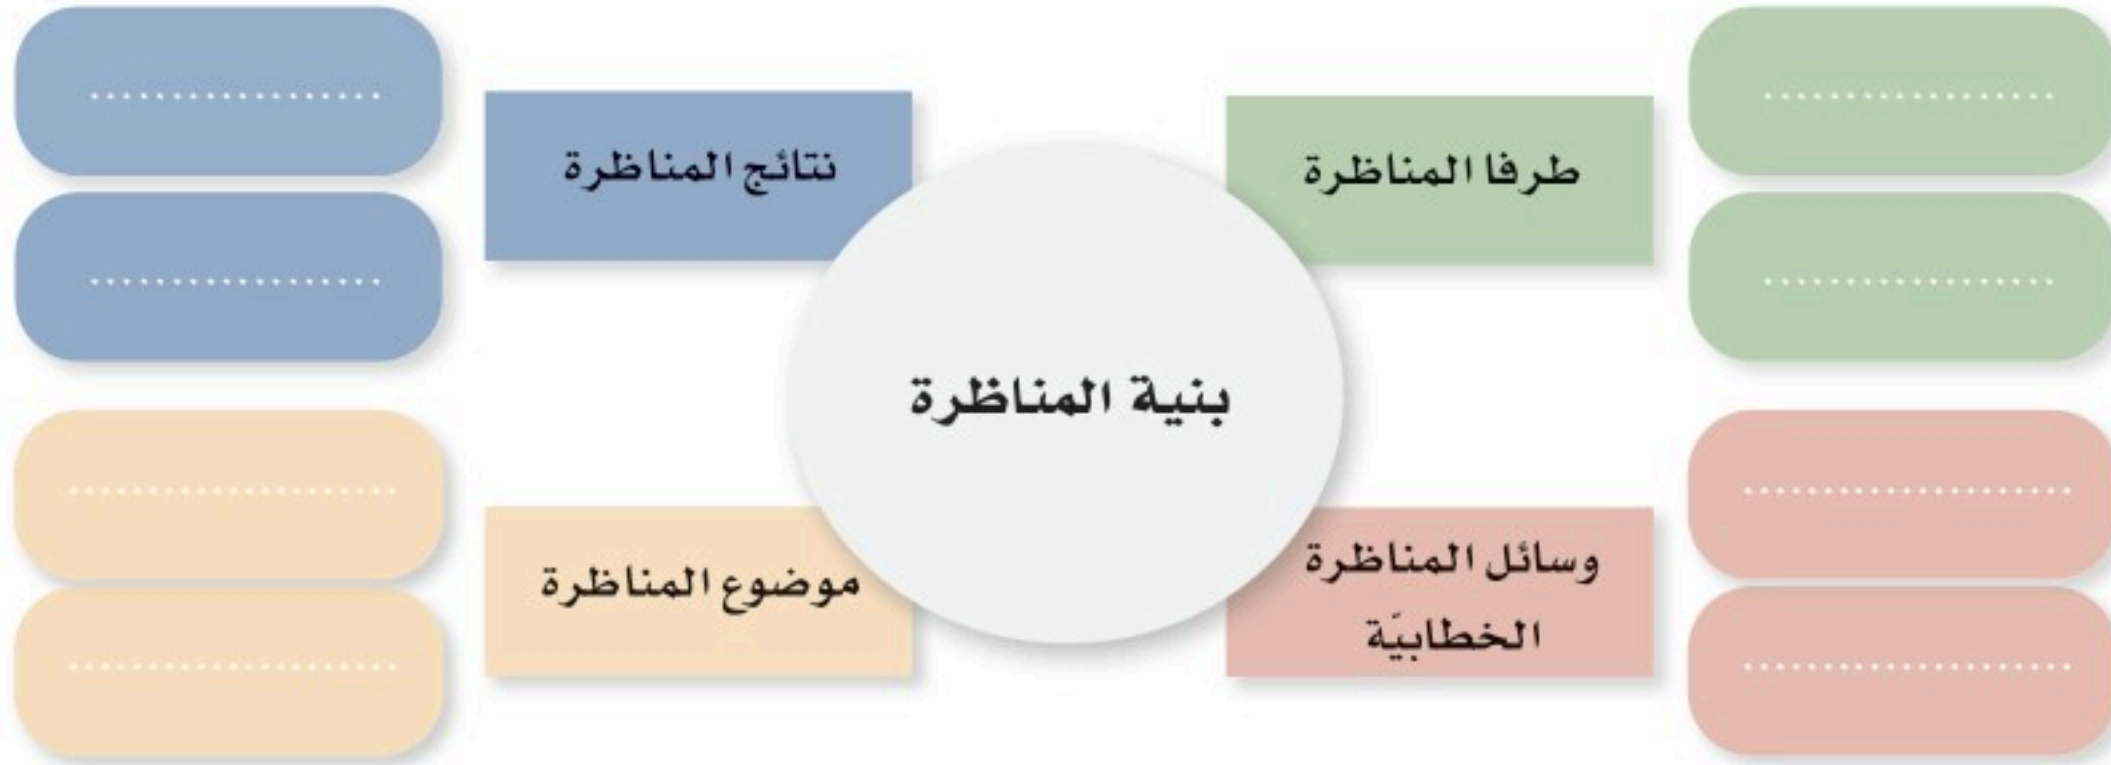 طرفا المناظرة
نتائج المناظرة
بنية المناظرة
وسائل المناظرة
الخطابيّة
موضوع المناظرة